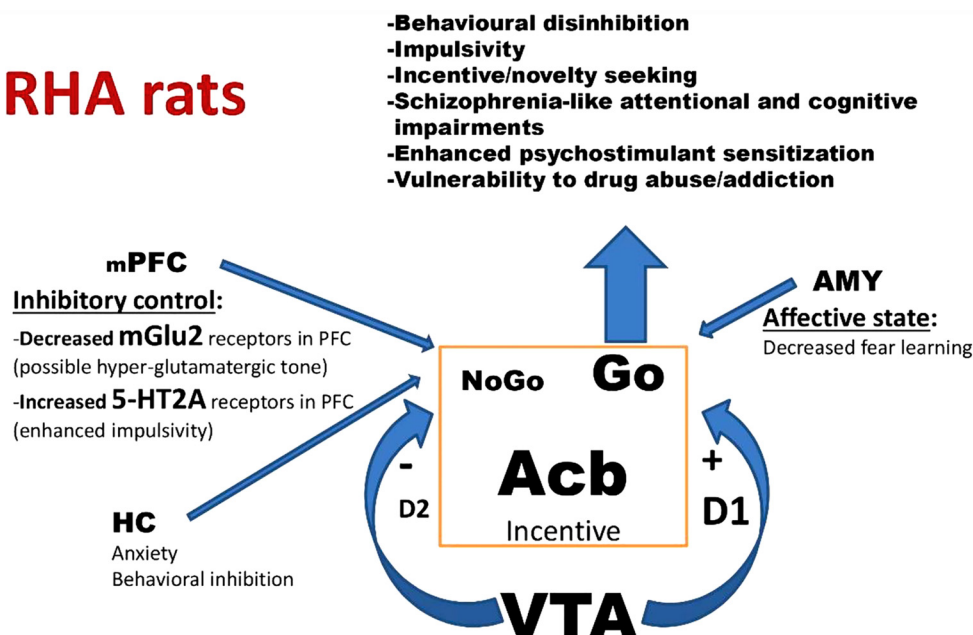 -Behavioural disinhibition
-Impulsivity
-Incentive/novelty seeking
-Schizophrenia-like attentional and cognitive
impairments
-Enhanced psychostimulant sensitization
-Vulnerability to drug abuse/addiction
RHA rats
mPFC
Inhibitory control:
-Decreased mGlu2 receptors in PFC
(possible hyper-glutamatergic tone)
-Increased 5-HT2A receptors in PFC
(enhanced impulsivity)
AMY
Affective state:
Decreased fear learning
NoGo
Go
Acb
Incentive
-
D2
+
D1
HC
Anxiety
Behavioral inhibition
VTA